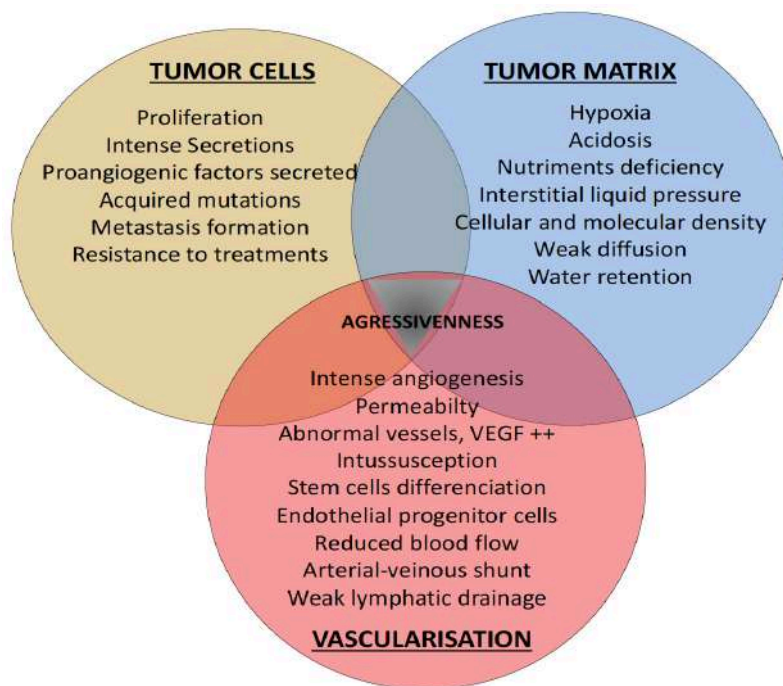 TUMOR CELLS
Proliferation
Intense Secretions
Proangiogenic factors secreted
Acquired mutations
Metastasis formation
Resistance to treatments
TUMOR MATRIX
Hypoxia
Acidosis
Nutriments deficiency
Interstitial liquid pressure
Cellular and molecular density
Weak diffusion
Water retention
AGRESSIVENNESS
Intense angiogenesis
Permeabilty
Abnormal vessels, VEGF ++
Intussusception
Stem cells differenciation
Endothelial progenitor cells
Reduced blood flow
Arterial-veinous shunt
Weak lymphatic drainage
VASCULARISATION